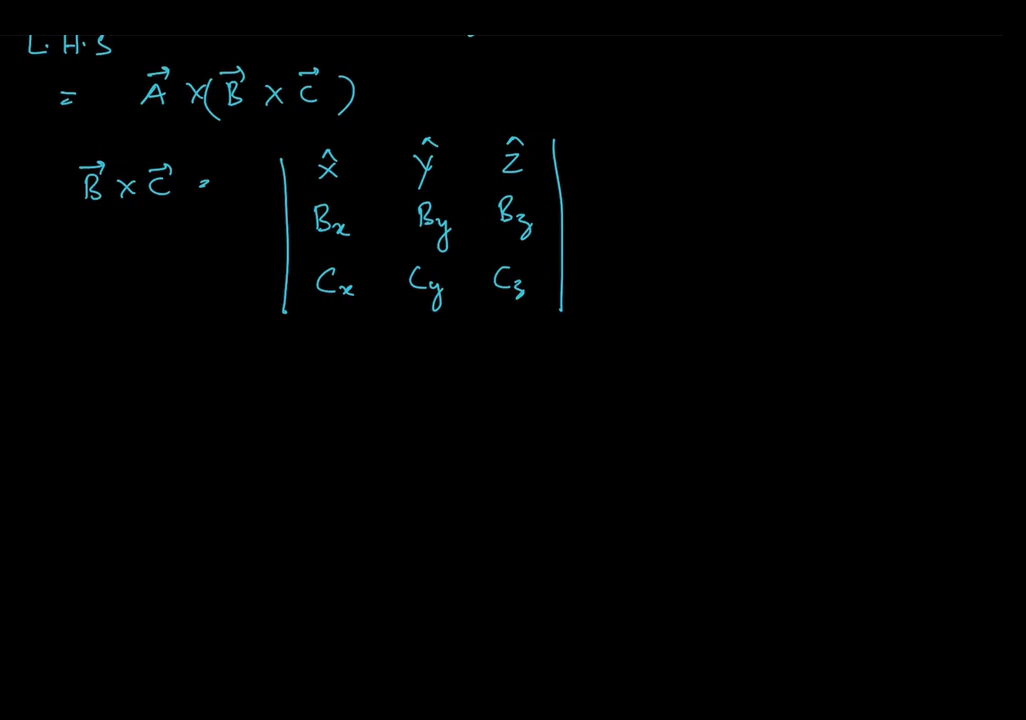 L.H.S
= A⃗ ×(B⃗ × C⃗ )
B⃗ × C⃗ = | x̂ ŷ ẑ |
| Bx By Bz |
| Cx Cy Cz |